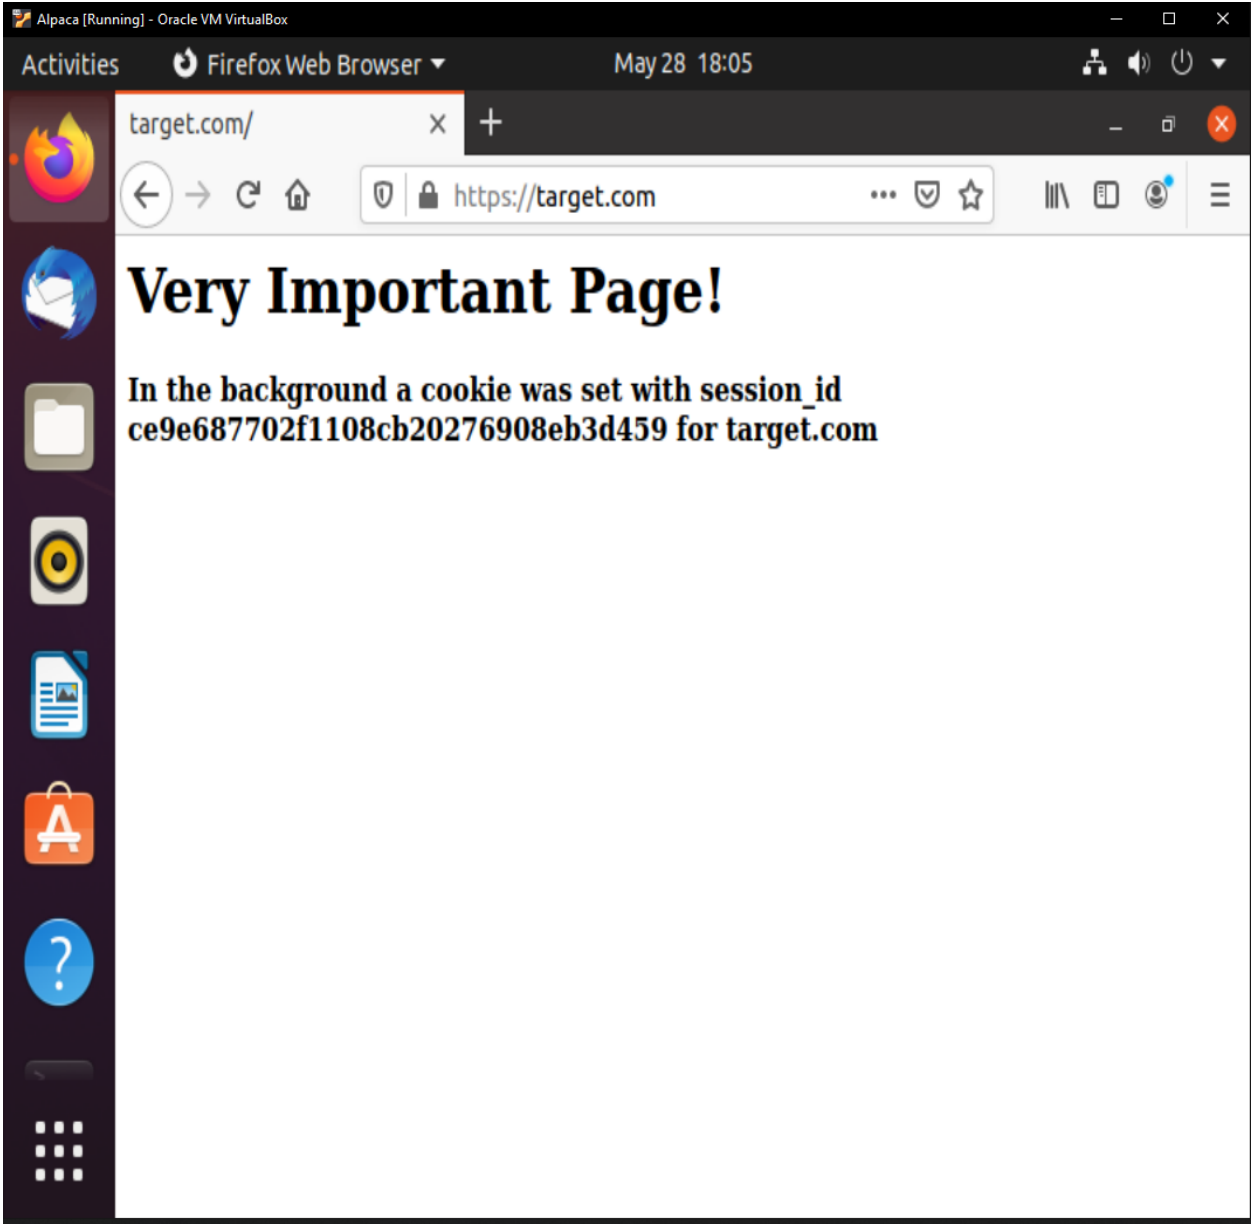 Alpaca [Running] - Oracle VM VirtualBox
Activities Firefox Web Browser May 28 18:05
target.com/
https://target.com
Very Important Page!
In the background a cookie was set with session_id
ce9e687702f1108cb20276908eb3d459 for target.com